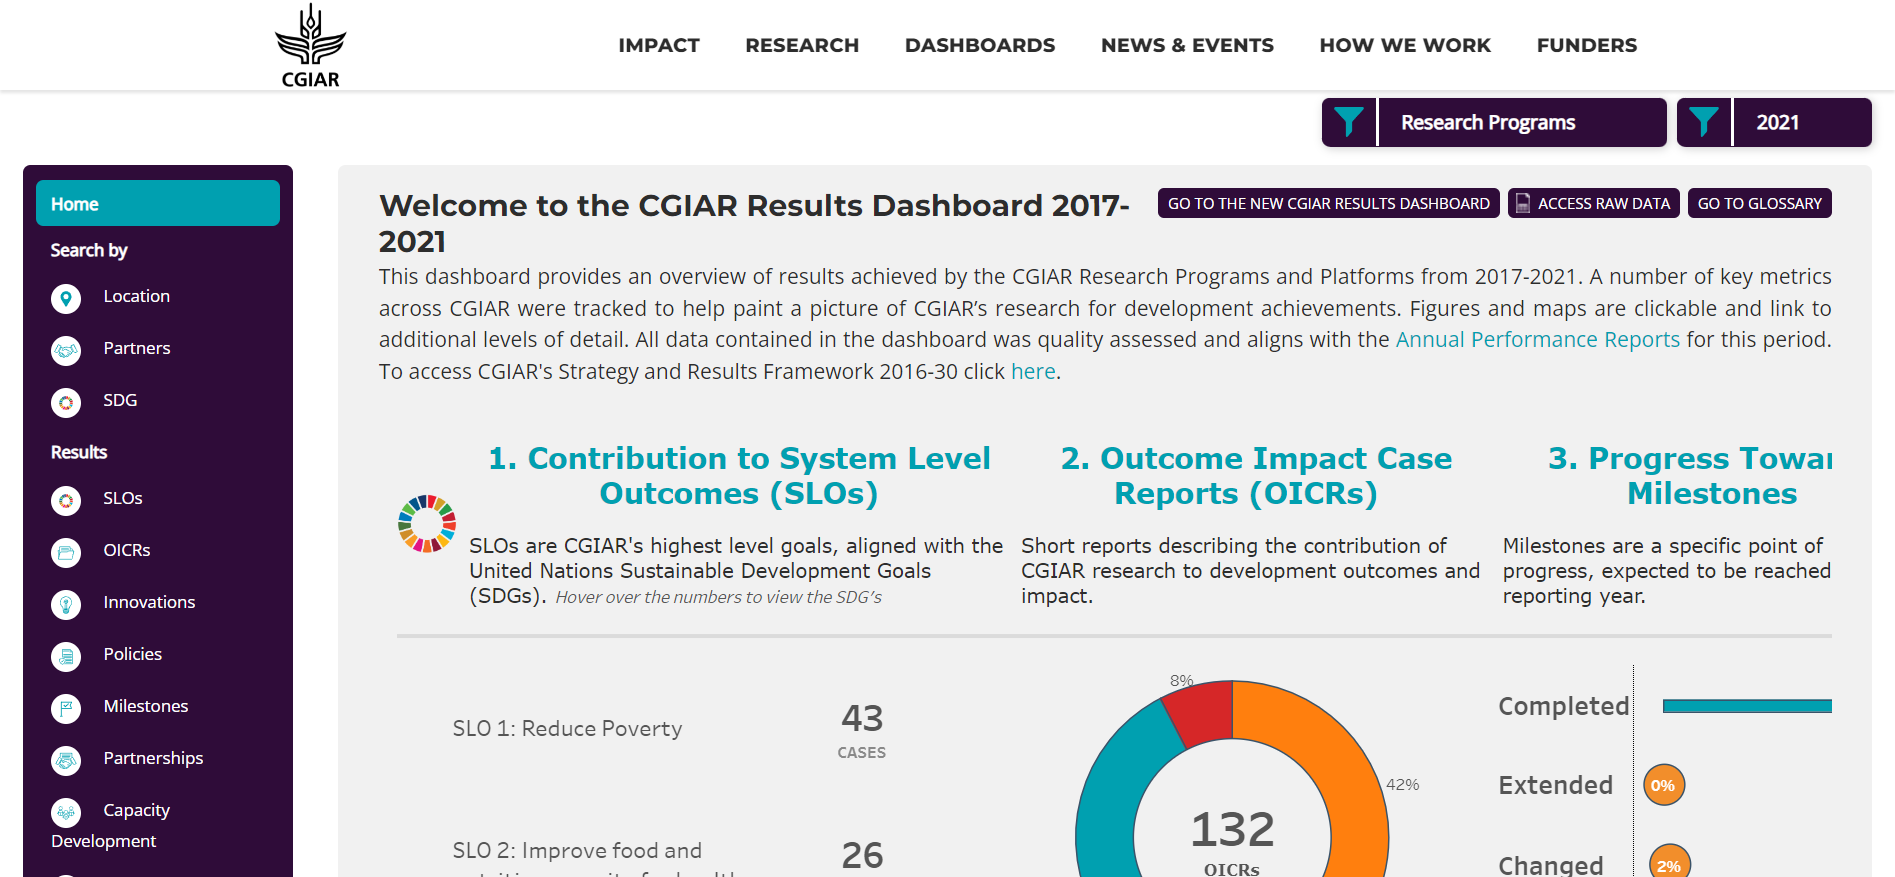 CGIAR
IMPACT
RESEARCH
DASHBOARDS
NEWS & EVENTS
HOW WE WORK
FUNDERS
Research Programs
2021
Home
Search by
Location
Partners
SDG
Results
SLOs
OICRs
Innovations
Policies
Milestones
Partnerships
Capacity
Development
Welcome to the CGIAR Results Dashboard 2017-
2021
GO TO THE NEW CGIAR RESULTS DASHBOARD
ACCESS RAW DATA
GO TO GLOSSARY
This dashboard provides an overview of results achieved by the CGIAR Research Programs and Platforms from 2017-2021. A number of key metrics
across CGIAR were tracked to help paint a picture of CGIAR’s research for development achievements. Figures and maps are clickable and link to
additional levels of detail. All data contained in the dashboard was quality assessed and aligns with the Annual Performance Reports for this period.
To access CGIAR's Strategy and Results Framework 2016-30 click here.
1. Contribution to System Level
Outcomes (SLOs)
SLOs are CGIAR's highest level goals, aligned with the
United Nations Sustainable Development Goals
(SDGs). Hover over the numbers to view the SDG’s
2. Outcome Impact Case
Reports (OICRs)
Short reports describing the contribution of
CGIAR research to development outcomes and
impact.
3. Progress Towar
Milestones
Milestones are a specific point of
progress, expected to be reached
reporting year.
SLO 1: Reduce Poverty
43
CASES
SLO 2: Improve food and
26
8%
42%
132
OICRs
Completed
Extended
0%
Changed
2%